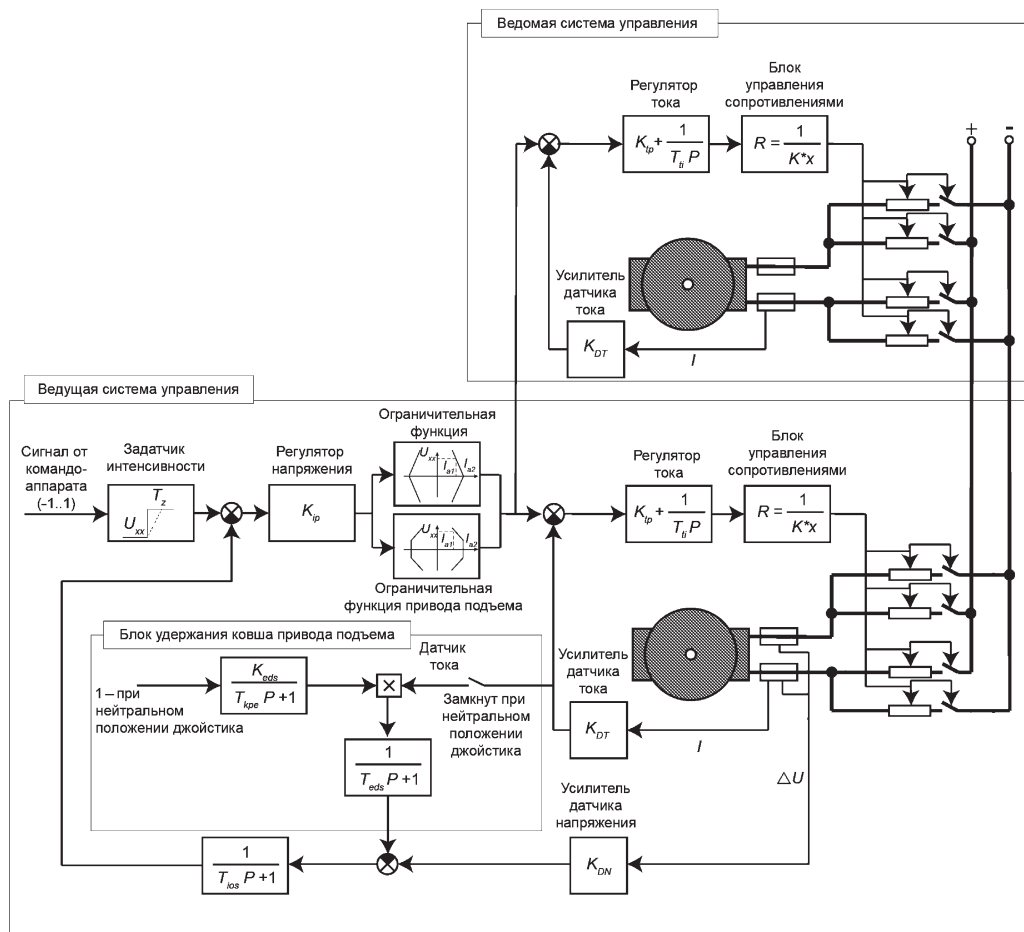 Ведомая система управления
Регулятор
тока
Блок
управления
сопротивлениями
K_tp + 1 / T_ti P
R = 1 / K*x
+
-
Усилитель
датчика
тока
K_DT
I
Ведущая система управления
Сигнал от
командо-
аппарата
(-1..1)
Задатчик
интенсивности
T_z
U_xx
Регулятор
напряжения
K_ip
Ограничительная
функция
U_xx
I_a1
I_a2
U_xx
I_a1
I_a2
Ограничительная
функция привода подъема
Регулятор
тока
Блок
управления
сопротивлениями
K_tp + 1 / T_ti P
R = 1 / K*x
Блок удержания ковша привода подъема
1 – при
нейтральном
положении джойстика
K_eds / T_kpe P +1
×
Датчик
тока
Замкнут при
нейтральном
положении
джойстика
1 / T_eds P +1
Усилитель
датчика
тока
K_DT
I
△U
Усилитель
датчика
напряжения
K_DN
1 / T_ios P +1